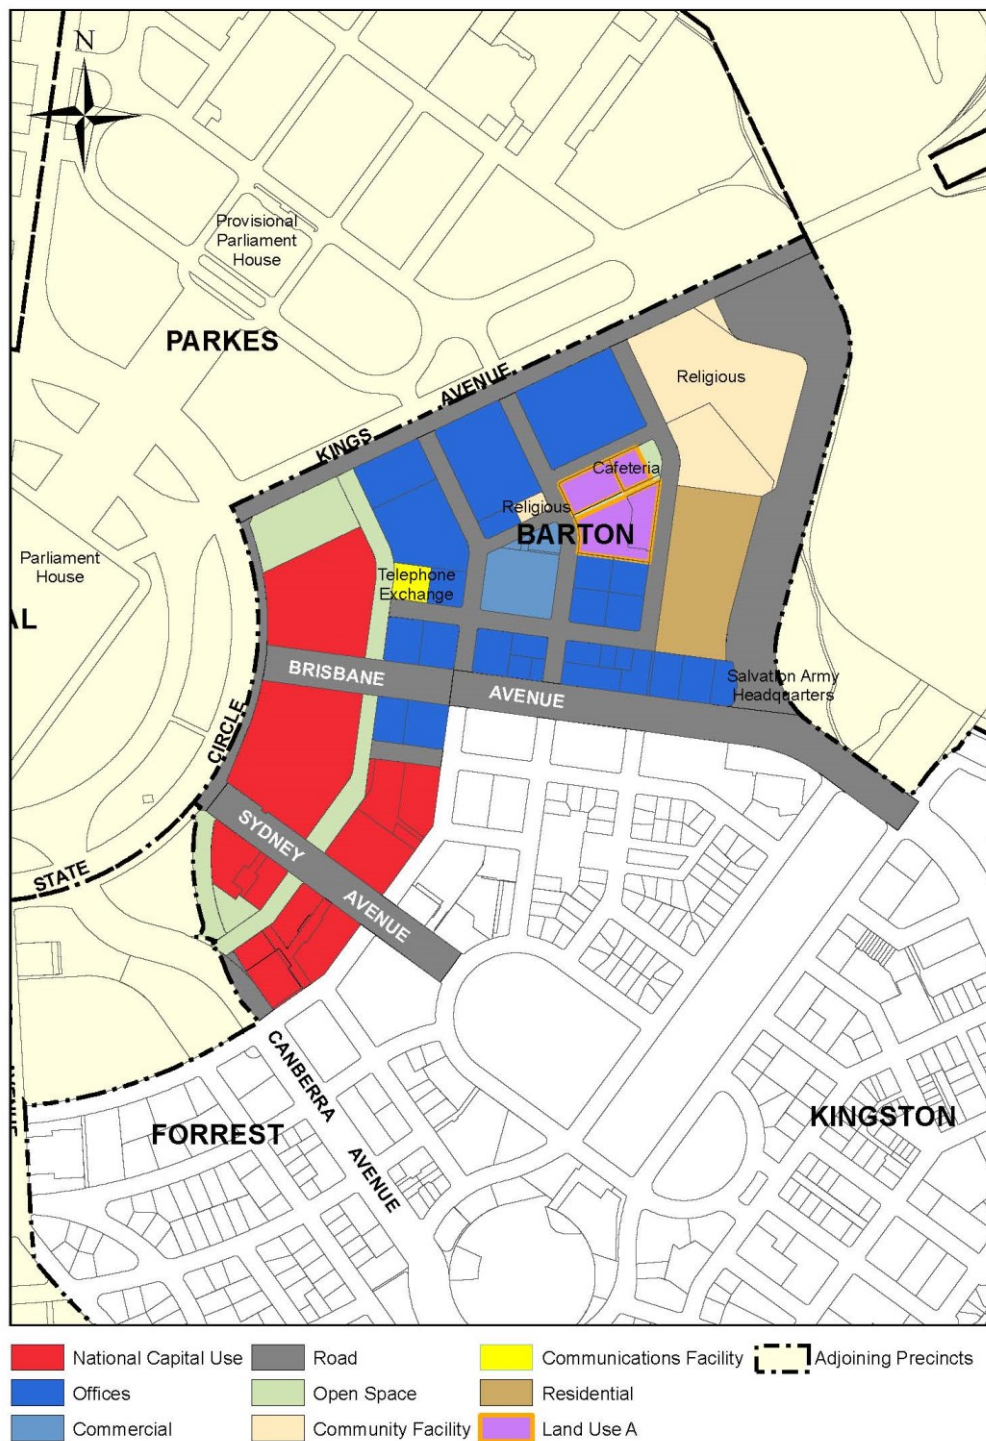 N
Provisional
Parliament
House
PARKES
KINGS
AVENUE
Religious
Cafeteria
Religious
BARTON
Parliament
House
AL
Telephone
Exchange
BRISBANE
AVENUE
Salvation Army
Headquarters
CIRCLE
STATE
SYDNEY
AVENUE
CANBERRA
AVENUE
FORREST
KINGSTON
National Capital Use
Road
Communications Facility
Adjoining Precincts
Offices
Open Space
Residential
Commercial
Community Facility
Land Use A